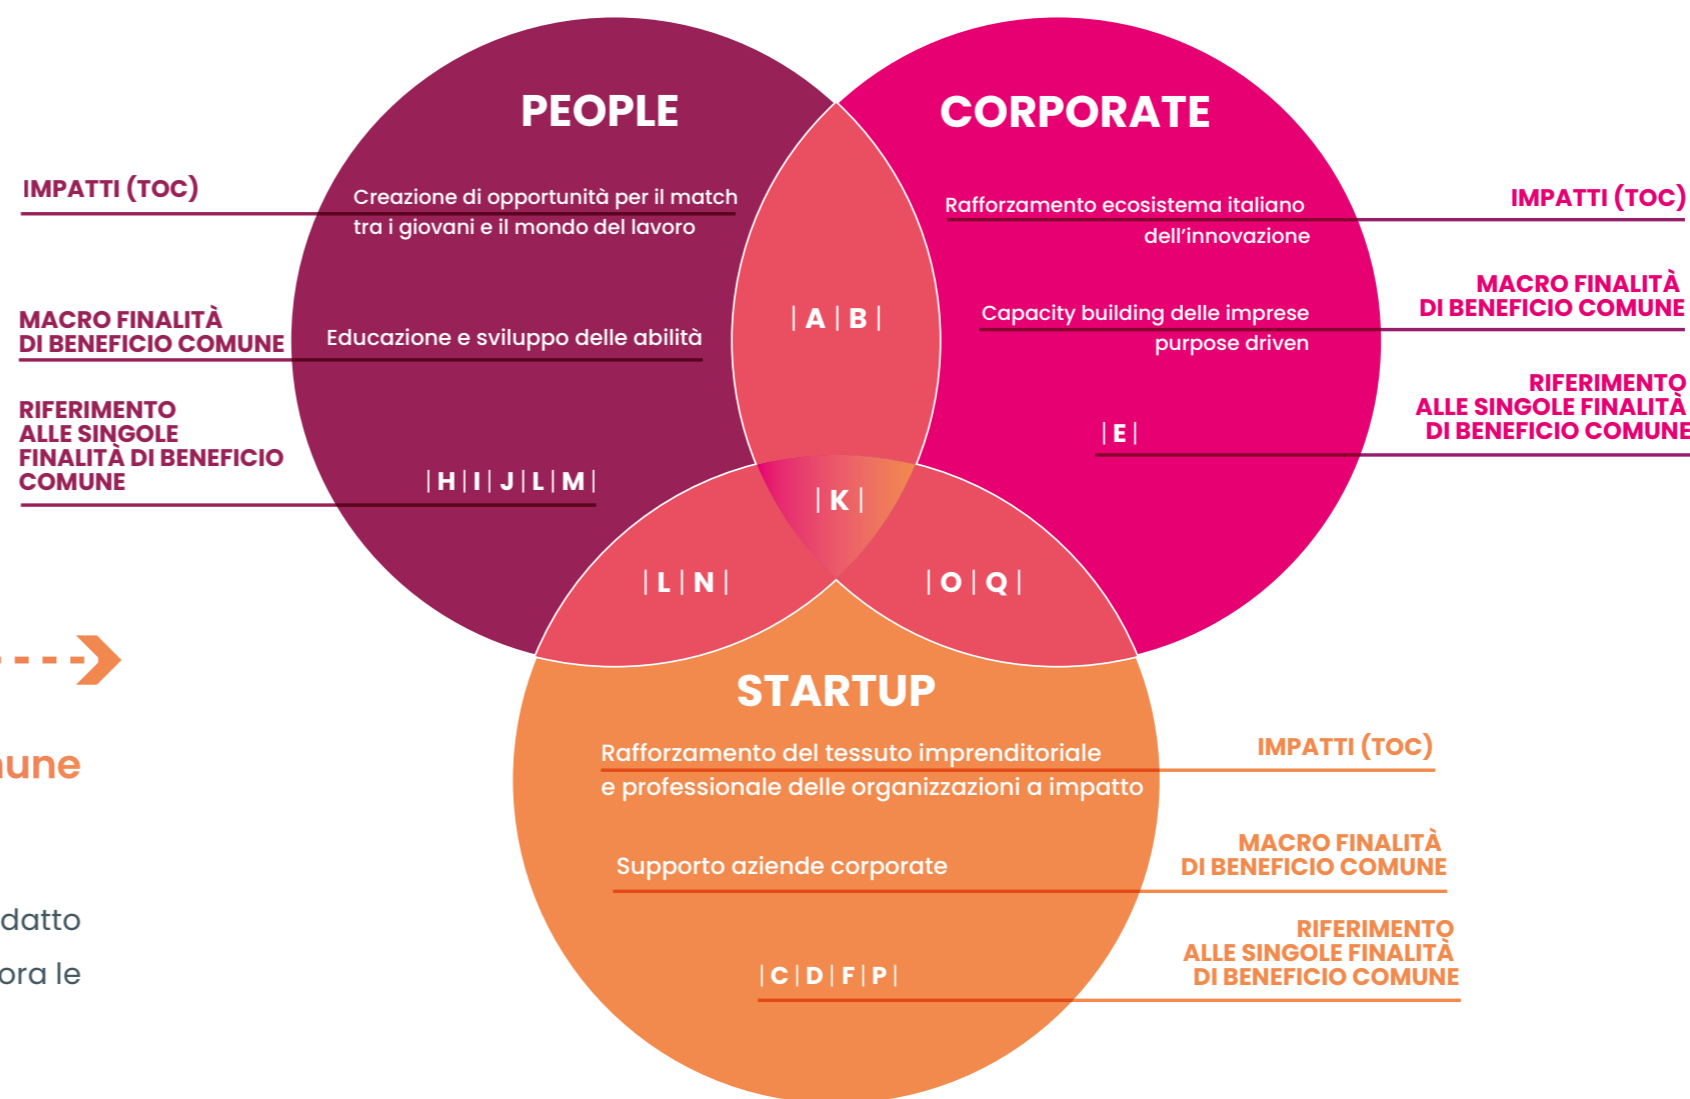 PEOPLE
IMPATTI (TOC)
Creazione di opportunità per il match
tra i giovani e il mondo del lavoro
MACRO FINALITÀ
DI BENEFICIO COMUNE
Educazione e sviluppo delle abilità
RIFERIMENTO
ALLE SINGOLE
FINALITÀ DI BENEFICIO
COMUNE
| H | I | J | L | M |
CORPORATE
Rafforzamento ecosistema italiano
dell'innovazione
IMPATTI (TOC)
Capacity building delle imprese
purpose driven
MACRO FINALITÀ
DI BENEFICIO COMUNE
| E |
RIFERIMENTO
ALLE SINGOLE FINALITÀ
DI BENEFICIO COMUNE
| A | B |
| K |
| L | N |
| O | Q |
STARTUP
Rafforzamento del tessuto imprenditoriale
e professionale delle organizzazioni a impatto
IMPATTI (TOC)
Supporto aziende corporate
MACRO FINALITÀ
DI BENEFICIO COMUNE
| C | D | F | P |
RIFERIMENTO
ALLE SINGOLE FINALITÀ
DI BENEFICIO COMUNE
datto
ora le